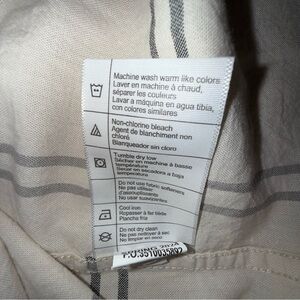 Machine wash warm like colors
Laver en machine à chaud,
séparer les couleurs
Lavar a máquina en agua tibia,
con colores similares
Non-chlorine bleach
Agent de blanchiment non
chloré
Blanqueador sin cloro
Tumble dry low
Sécher en machine à basse
température
Secar en secadora a baja
temperatura
Do not use fabric softeners
Ne pas utiliser
d'assouplissants
No usar suavizantes
Cool iron
Repasser à fer tiède
Plancha fría
Do not dry clean
Ne pas nettoyer à sec
No limpiar en seco